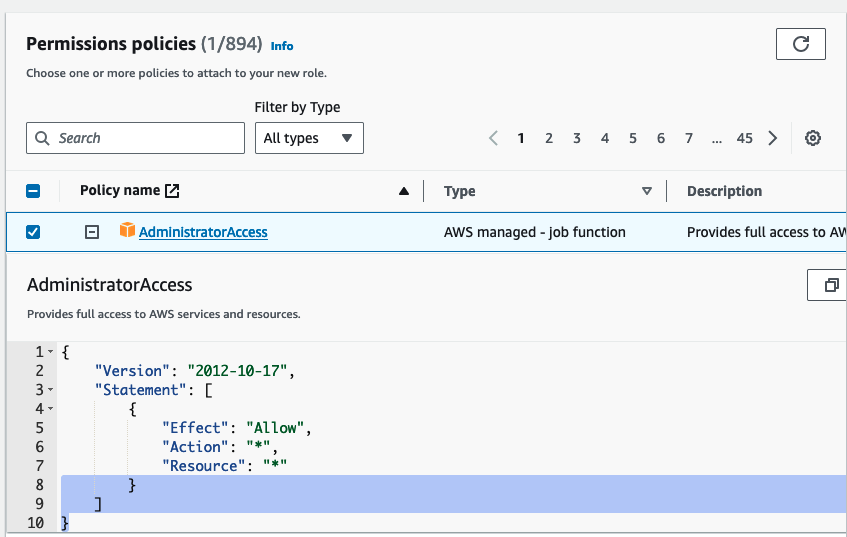 Permissions policies (1/894) Info
Choose one or more policies to attach to your new role.
Filter by Type
Search
All types
1 2 3 4 5 6 7 ... 45
Policy name Type Description
AdministratorAccess AWS managed - job function Provides full access to AW
AdministratorAccess
Provides full access to AWS services and resources.
1 {
2 "Version": "2012-10-17",
3 "Statement": [
4 {
5 "Effect": "Allow",
6 "Action": "*",
7 "Resource": "*"
8 }
9 ]
10 }